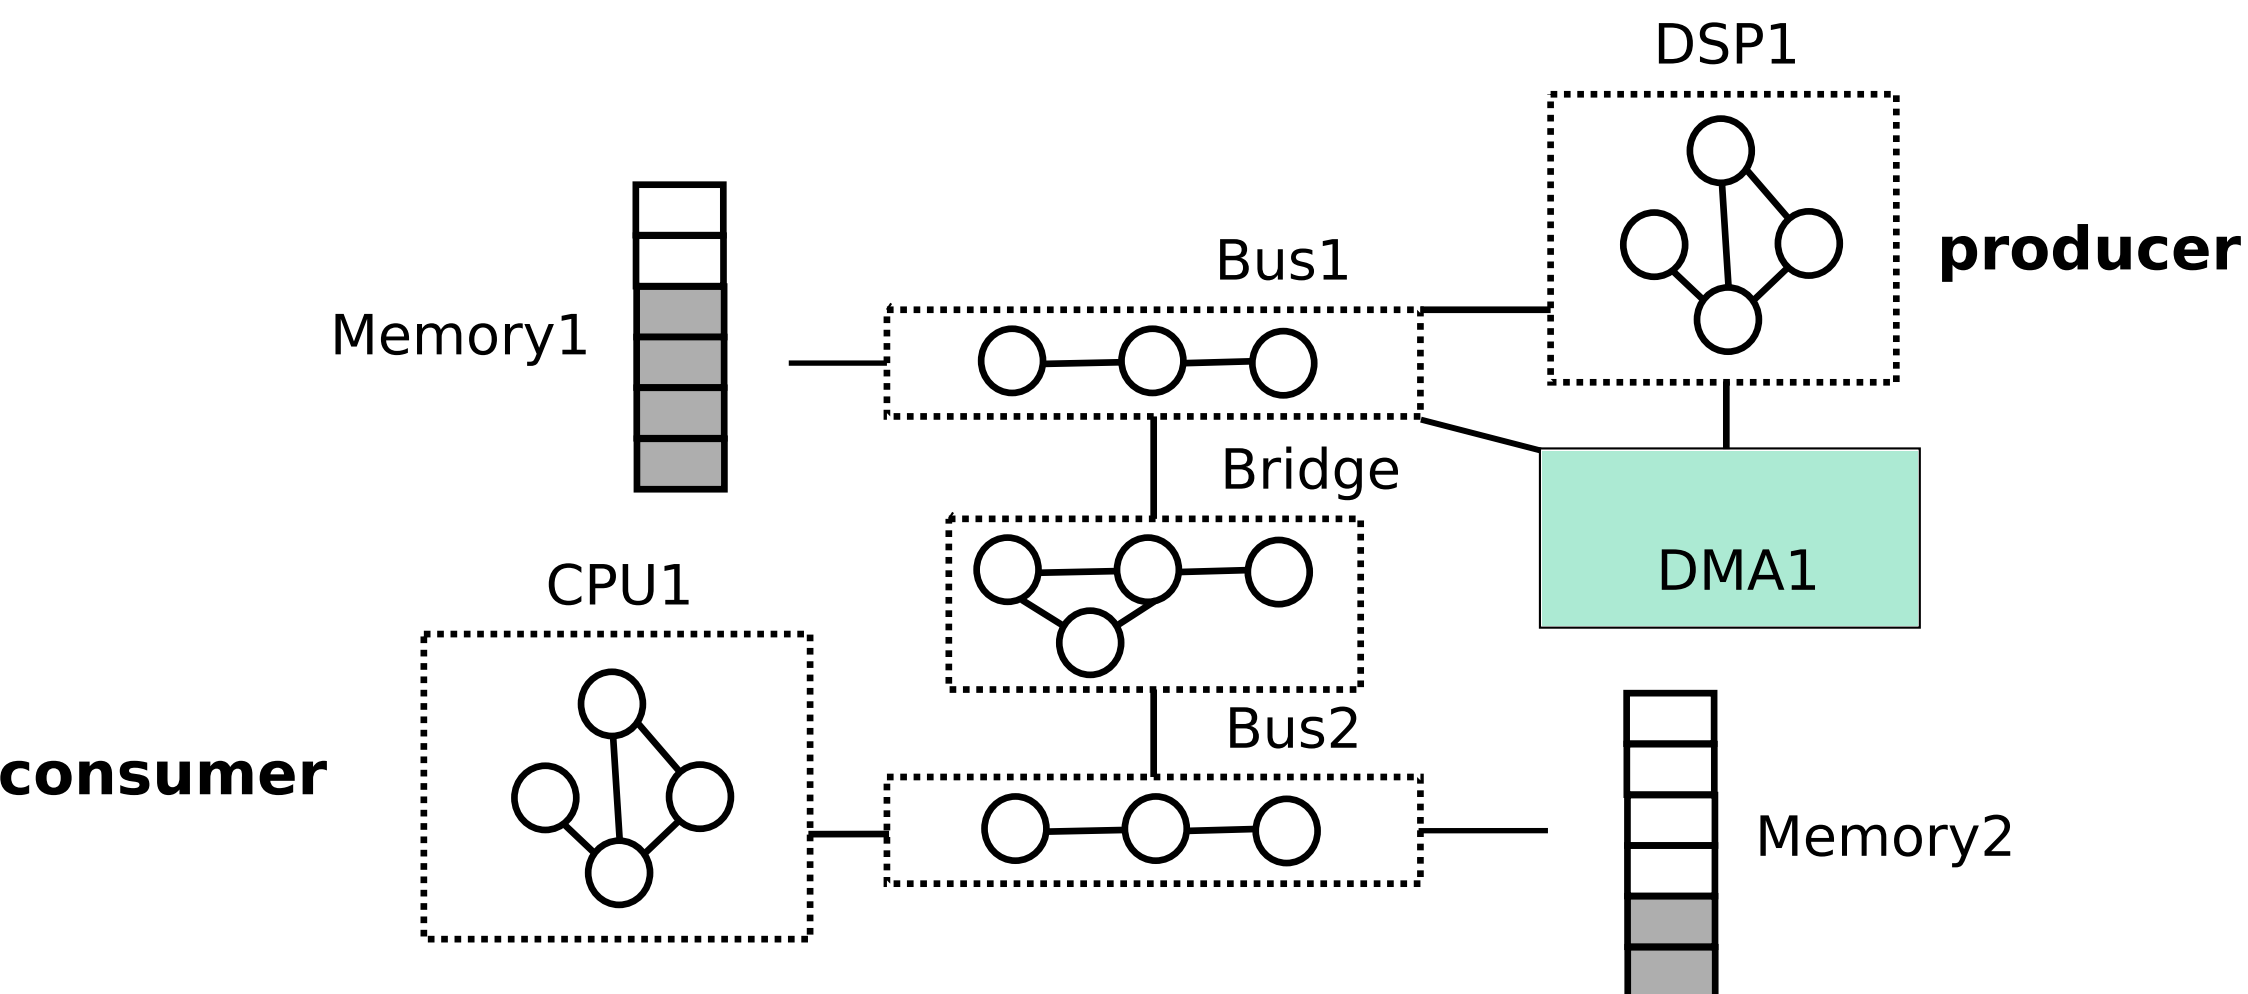 DSP1
producer
Bus1
Memory1
Bridge
DMA1
CPU1
Bus2
consumer
Memory2